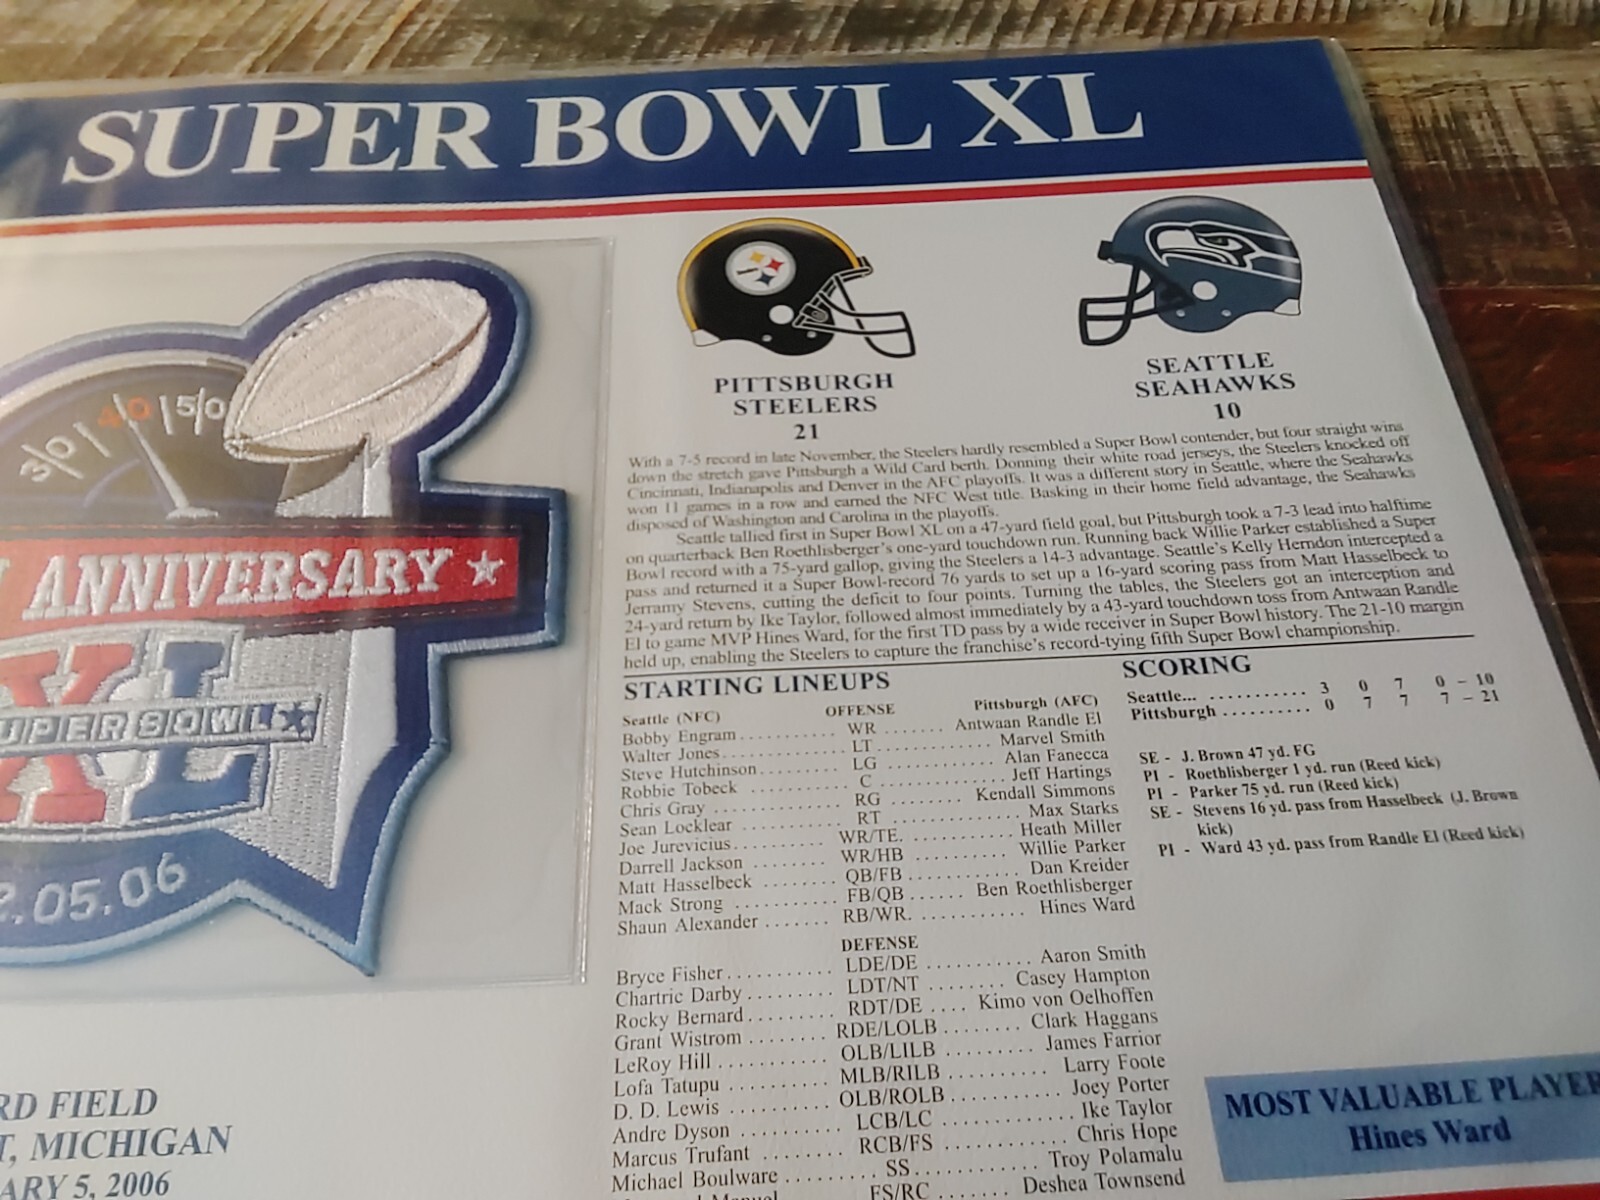 SUPER BOWL XL
3|0| 40 |5|0
ANNIVERSARY
XL
SUPER BOWL
.05.06
RD FIELD
T, MICHIGAN
ARY 5, 2006
PITTSBURGH
STEELERS
21
SEATTLE
SEAHAWKS
10
With a 7-5 record in late November, the Steelers hardly resembled a Super Bowl contender, but four straight wins
down the stretch gave Pittsburgh a Wild Card berth. Donning their white road jerseys, the Steelers knocked off
Cincinnati, Indianapolis and Denver in the AFC playoffs. It was a different story in Seattle, where the Seahawks
won 11 games in a row and earned the NFC West title. Basking in their home field advantage, the Seahawks
disposed of Washington and Carolina in the playoffs.
Seattle tallied first in Super Bowl XL on a 47-yard field goal, but Pittsburgh took a 7-3 lead into halftime
on quarterback Ben Roethlisberger's one-yard touchdown run. Running back Willie Parker established a Super
Bowl record with a 75-yard gallop, giving the Steelers a 14-3 advantage. Seattle's Kelly Herndon intercepted a
pass and returned it a Super Bowl-record 76 yards to set up a 16-yard scoring pass from Matt Hasselbeck to
Jerramy Stevens, cutting the deficit to four points. Turning the tables, the Steelers got an interception and
24-yard return by Ike Taylor, followed almost immediately by a 43-yard touchdown toss from Antwaan Randle
El to game MVP Hines Ward, for the first TD pass by a wide receiver in Super Bowl history. The 21-10 margin
held up, enabling the Steelers to capture the franchise's record-tying fifth Super Bowl championship.
STARTING LINEUPS
Seattle (NFC) OFFENSE Pittsburgh (AFC)
Bobby Engram ........ WR ....... Antwaan Randle El
Walter Jones ........ LT ........ Marvel Smith
Steve Hutchinson ........ LG ........ Alan Fanecca
Robbie Tobeck ........ C ........ Jeff Hartings
Chris Gray ........ RG ........ Kendall Simmons
Sean Locklear ........ RT ........ Max Starks
Joe Jurevicius ........ WR/TE ........ Heath Miller
Darrell Jackson ........ WR/HB ........ Willie Parker
Matt Hasselbeck ........ QB/FB ........ Dan Kreider
Mack Strong ........ FB/QB ...... Ben Roethlisberger
Shaun Alexander ....... RB/WR ........ Hines Ward
DEFENSE
Bryce Fisher ........ LDE/DE ........ Aaron Smith
Chartric Darby ........ LDT/NT ........ Casey Hampton
Rocky Bernard ........ RDT/DE .... Kimo von Oelhoffen
Grant Wistrom ........ RDE/LOLB ........ Clark Haggans
LeRoy Hill ........ OLB/LILB ........ James Farrior
Lofa Tatupu ........ MLB/RILB ........ Larry Foote
D. D. Lewis ........ OLB/ROLB ........ Joey Porter
Andre Dyson ........ LCB/LC ........ Ike Taylor
Marcus Trufant ........ RCB/FS ........ Chris Hope
Michael Boulware ........ SS ........ Troy Polamalu
Manuel FS/RC ........ Deshea Townsend
SCORING
Seattle... ........... 3 0 7 0 – 10
Pittsburgh .......... 0 7 7 7 – 21
SE - J. Brown 47 yd. FG
PI - Roethlisberger 1 yd. run (Reed kick)
PI - Parker 75 yd. run (Reed kick)
SE - Stevens 16 yd. pass from Hasselbeck (J. Brown
kick)
PI - Ward 43 yd. pass from Randle El (Reed kick)
MOST VALUABLE PLAYER
Hines Ward